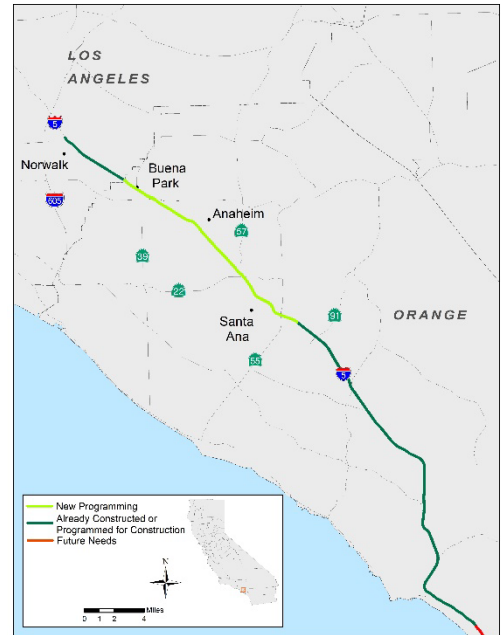 LOS
ANGELES
5
Norwalk
Buena
Park
605
Anaheim
57
39
22
91
ORANGE
Santa
Ana
55
5
New Programming
Already Constructed or
Programmed for Construction
Future Needs
N
0 1 2 4
Miles